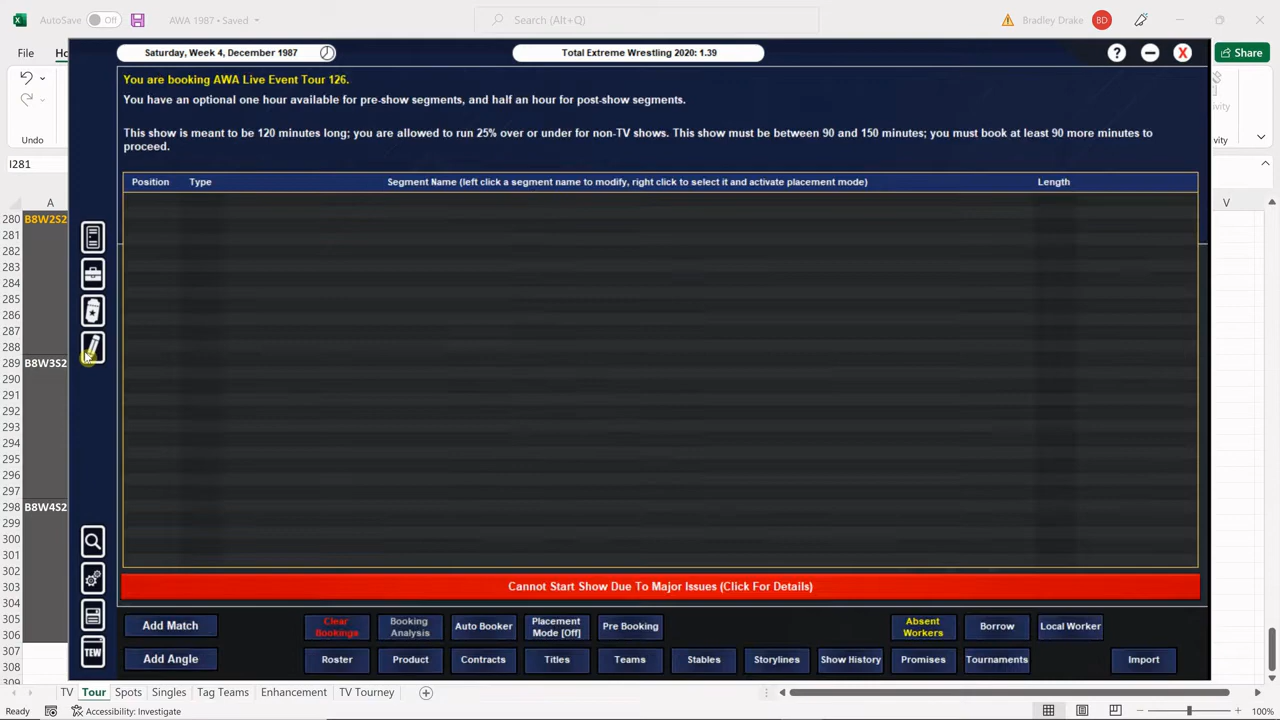 AutoSave Off AWA 1987 • Saved Search (Alt+Q) Bradley Drake BD
File Share
Saturday, Week 4, December 1987 Total Extreme Wrestling 2020: 1.39 ? X
You are booking AWA Live Event Tour 126.
You have an optional one hour available for pre-show segments, and half an hour for post-show segments.
This show is meant to be 120 minutes long; you are allowed to run 25% over or under for non-TV shows. This show must be between 90 and 150 minutes; you must book at least 90 more minutes to
proceed.
Undo
I281
Position Type Segment Name (left click a segment name to modify, right click to select it and activate placement mode) Length
A V
280 B8W2S2
281
282
283
284
285
286
287
288
289 B8W3S2
290
291
292
293
294
295
296
297
298 B8W4S2
299
300
301
302
303
304
305
306
307
308
Cannot Start Show Due To Major Issues (Click For Details)
Add Match Clear Bookings Booking Analysis Auto Booker Placement Mode [Off] Pre Booking Absent Workers Borrow Local Worker
Add Angle Roster Product Contracts Titles Teams Stables Storylines Show History Promises Tournaments Import
TEW
TV Tour Spots Singles Tag Teams Enhancement TV Tourney
Ready Accessibility: Investigate 100%